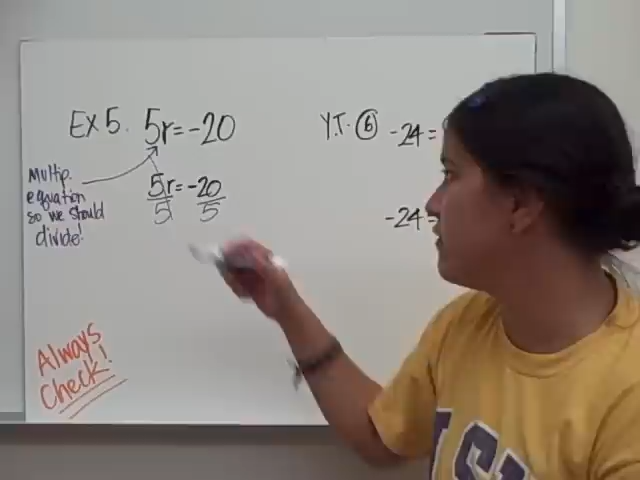 EX 5. 5r=-20
Multip.
equation
so we should
divide!
5r=-20
5 5
Always
Check!
Y.T. 6 -24=
-24=